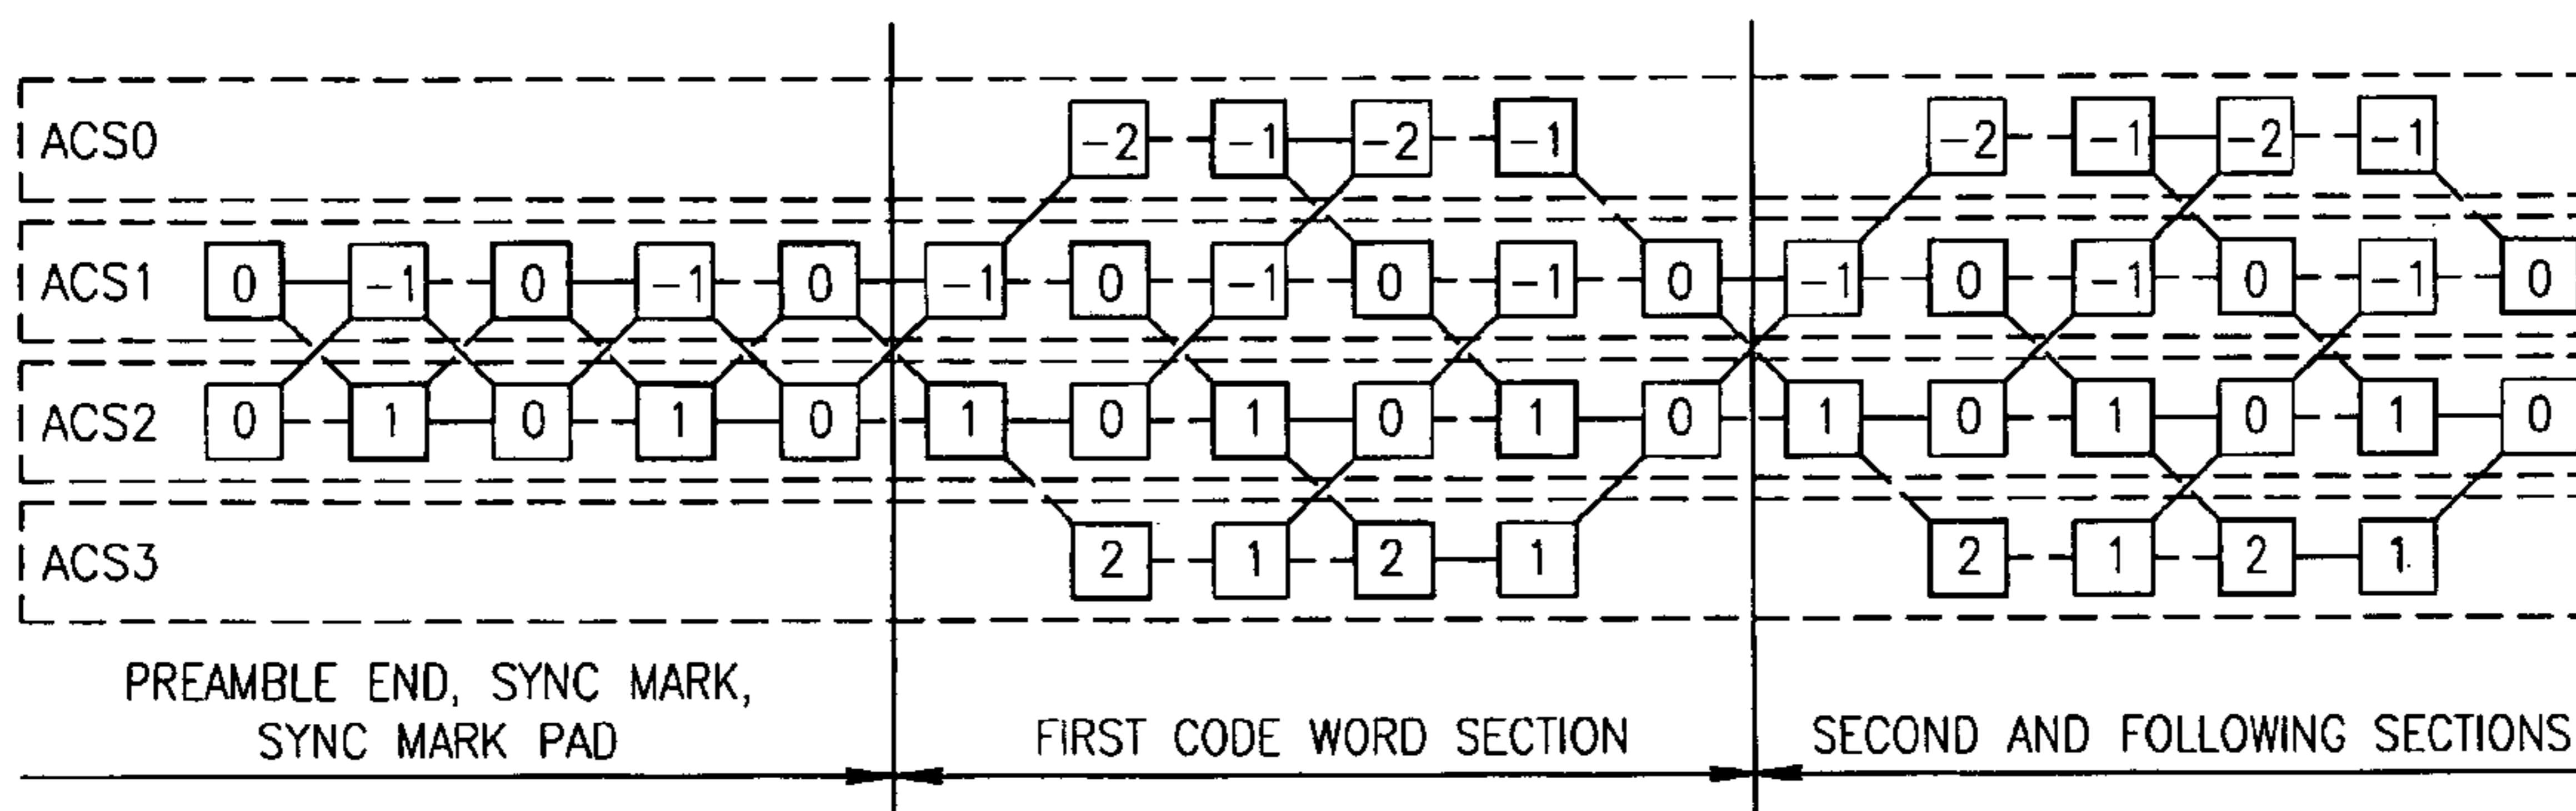 ACS0 -2 -1 -2 -1 -2 -1 -2 -1
ACS1 0 -1 0 -1 0 -1 0 -1 0 -1 0 -1 0 -1 0 -1 0
ACS2 0 1 0 1 0 1 0 1 0 1 0 1 0 1 0 1 0
ACS3 2 1 2 1 2 1 2 1
PREAMBLE END, SYNC MARK,
SYNC MARK PAD
FIRST CODE WORD SECTION
SECOND AND FOLLOWING SECTIONS